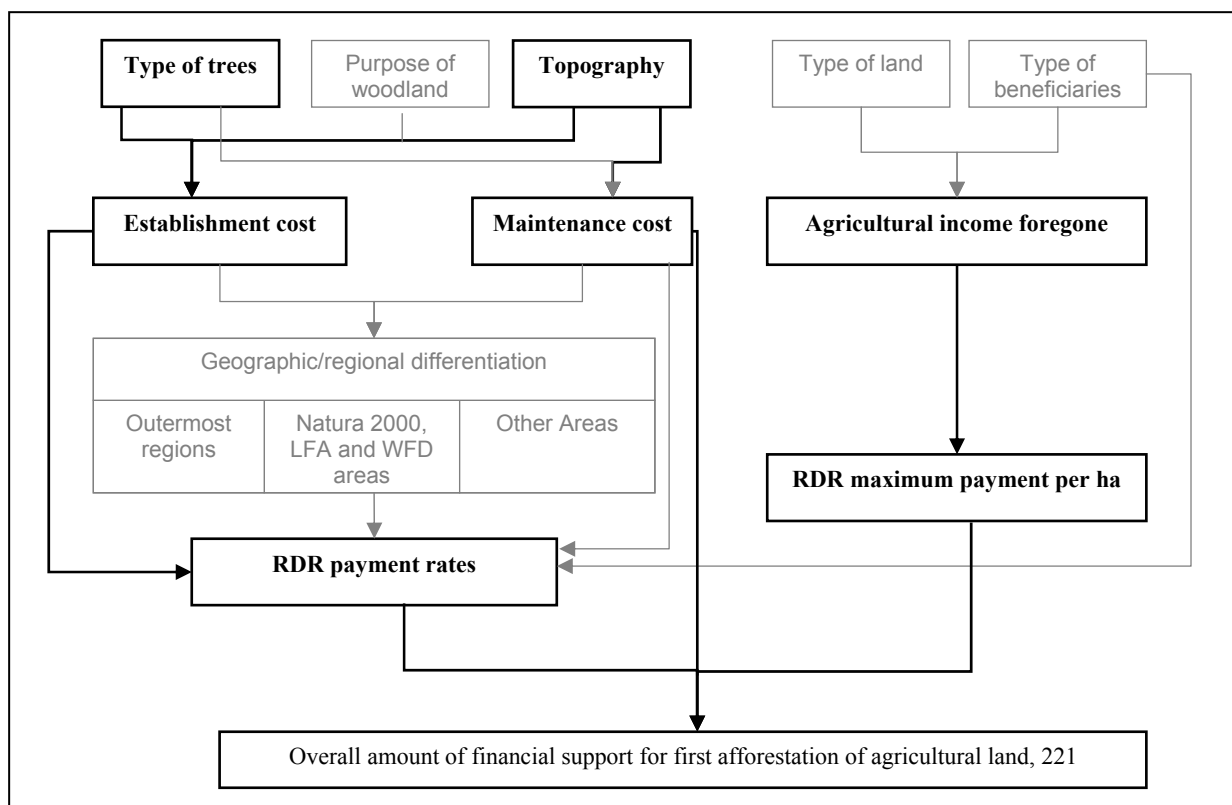 Type of trees
Purpose of
woodland
Topography
Type of land
Type of
beneficiaries
Establishment cost
Maintenance cost
Agricultural income foregone
Geographic/regional differentiation
Outermost
regions
Natura 2000,
LFA and WFD
areas
Other Areas
RDR maximum payment per ha
RDR payment rates
Overall amount of financial support for first afforestation of agricultural land, 221